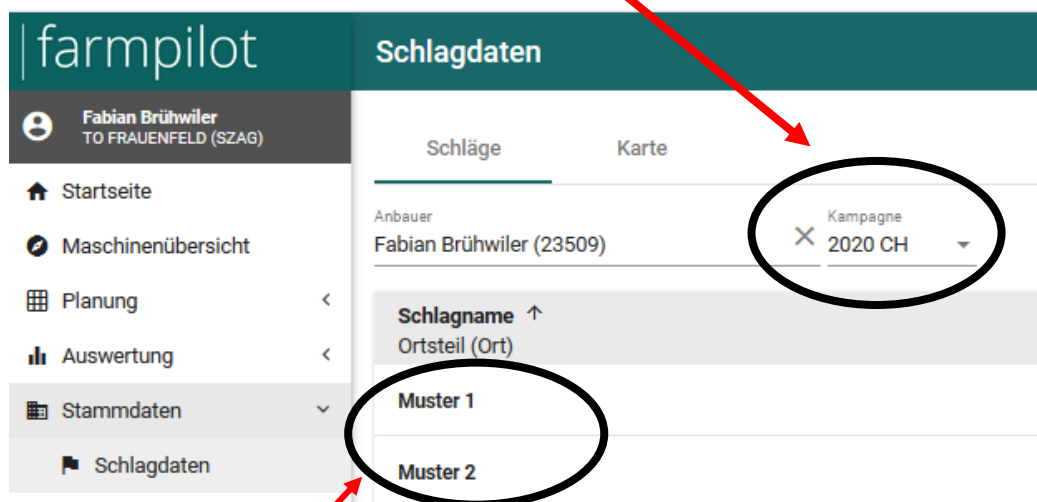 farmpilot
Fabian Brühwiler
TO FRAUENFELD (SZAG)
Startseite
Maschinenübersicht
Planung
Auswertung
Stammdaten
Schlagdaten
Schlagdaten
Schläge Karte
Anbauer
Fabian Brühwiler (23509)
Kampagne
2020 CH
Schlagname
Ortsteil (Ort)
Muster 1
Muster 2